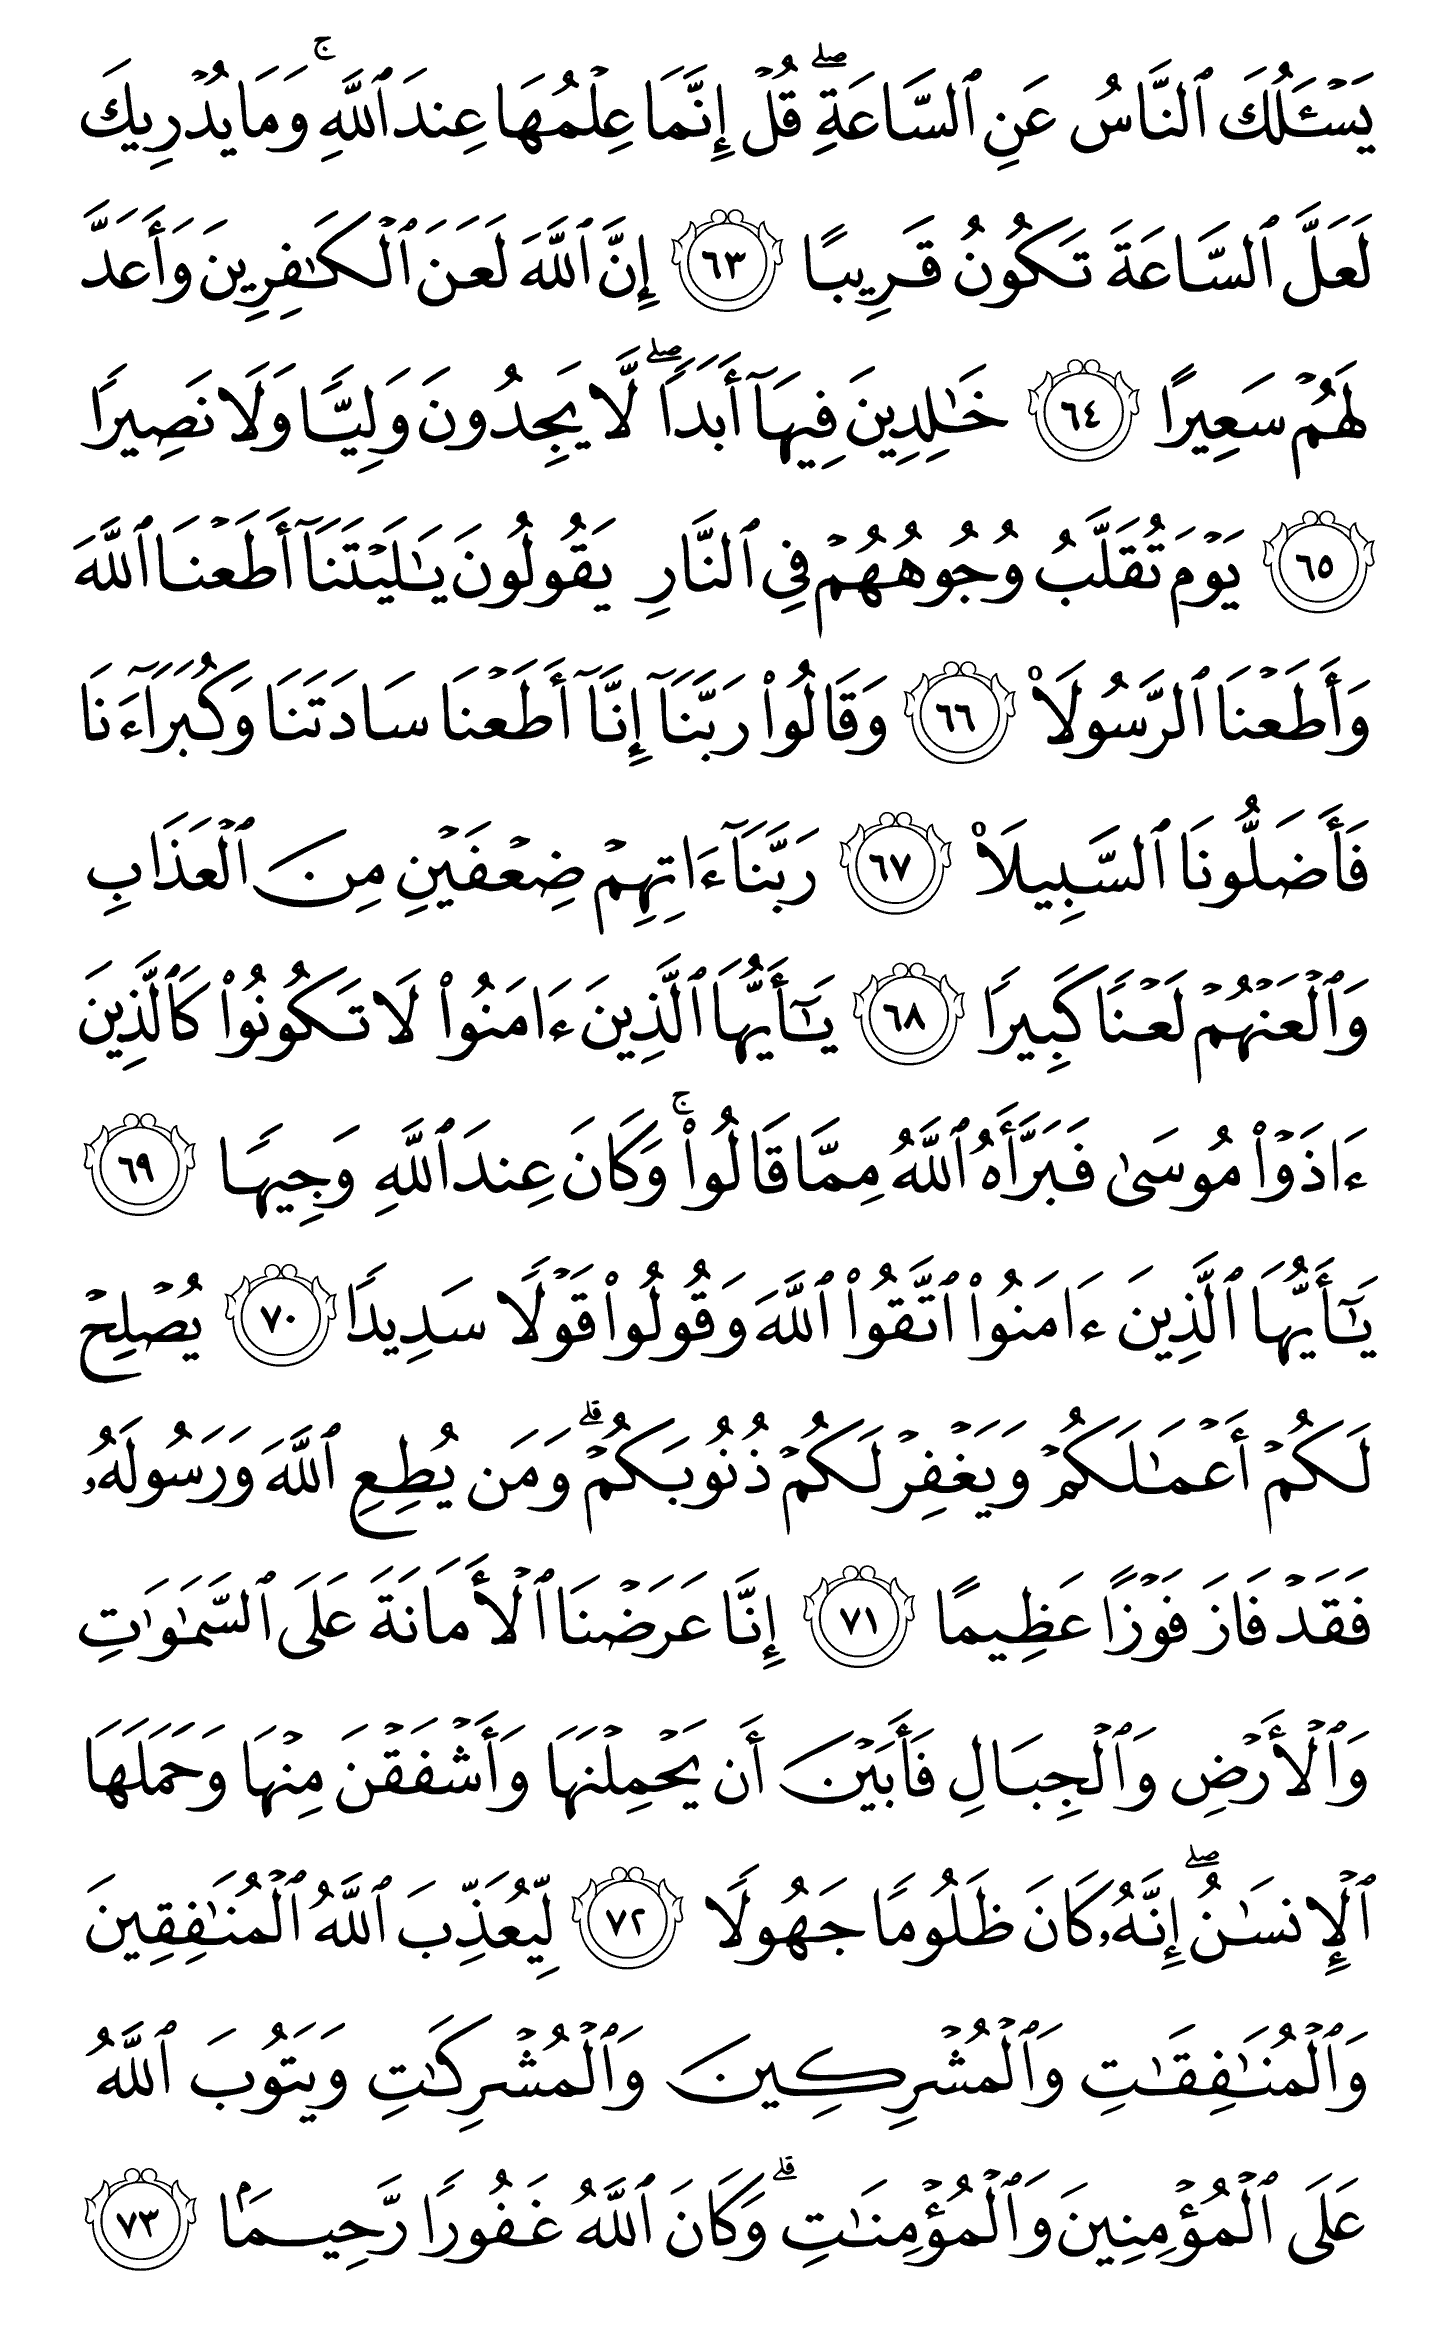 يَسْـَٔلُكَ ٱلنَّاسُ عَنِ ٱلسَّاعَةِۖ قُلْ إِنَّمَا عِلْمُهَا عِندَ ٱللَّهِۚ وَمَا يُدْرِيكَ
لَعَلَّ ٱلسَّاعَةَ تَكُونُ قَرِيبًا ٦٣ إِنَّ ٱللَّهَ لَعَنَ ٱلْكَـٰفِرِينَ وَأَعَدَّ
لَهُمْ سَعِيرًا ٦٤ خَـٰلِدِينَ فِيهَآ أَبَدًاۖ لَّا يَجِدُونَ وَلِيًّا وَلَا نَصِيرًا
٦٥ يَوْمَ تُقَلَّبُ وُجُوهُهُمْ فِى ٱلنَّارِ يَقُولُونَ يَـٰلَيْتَنَآ أَطَعْنَا ٱللَّهَ
وَأَطَعْنَا ٱلرَّسُولَا۠ ٦٦ وَقَالُوا۟ رَبَّنَآ إِنَّآ أَطَعْنَا سَادَتَنَا وَكُبَرَآءَنَا
فَأَضَلُّونَا ٱلسَّبِيلَا۠ ٦٧ رَبَّنَآ ءَاتِهِمْ ضِعْفَيْنِ مِنَ ٱلْعَذَابِ
وَٱلْعَنْهُمْ لَعْنًا كَبِيرًا ٦٨ يَـٰٓأَيُّهَا ٱلَّذِينَ ءَامَنُوا۟ لَا تَكُونُوا۟ كَٱلَّذِينَ
ءَاذَوْا۟ مُوسَىٰ فَبَرَّأَهُ ٱللَّهُ مِمَّا قَالُوا۟ۚ وَكَانَ عِندَ ٱللَّهِ وَجِيهًا ٦٩
يَـٰٓأَيُّهَا ٱلَّذِينَ ءَامَنُوا۟ ٱتَّقُوا۟ ٱللَّهَ وَقُولُوا۟ قَوْلًا سَدِيدًا ٧٠ يُصْلِحْ
لَكُمْ أَعْمَـٰلَكُمْ وَيَغْفِرْ لَكُمْ ذُنُوبَكُمْۗ وَمَن يُطِعِ ٱللَّهَ وَرَسُولَهُۥ
فَقَدْ فَازَ فَوْزًا عَظِيمًا ٧١ إِنَّا عَرَضْنَا ٱلْأَمَانَةَ عَلَى ٱلسَّمَـٰوَٰتِ
وَٱلْأَرْضِ وَٱلْجِبَالِ فَأَبَيْنَ أَن يَحْمِلْنَهَا وَأَشْفَقْنَ مِنْهَا وَحَمَلَهَا
ٱلْإِنسَـٰنُۖ إِنَّهُۥ كَانَ ظَلُومًا جَهُولًا ٧٢ لِّيُعَذِّبَ ٱللَّهُ ٱلْمُنَـٰفِقِينَ
وَٱلْمُنَـٰفِقَـٰتِ وَٱلْمُشْرِكِينَ وَٱلْمُشْرِكَـٰتِ وَيَتُوبَ ٱللَّهُ
عَلَى ٱلْمُؤْمِنِينَ وَٱلْمُؤْمِنَـٰتِۗ وَكَانَ ٱللَّهُ غَفُورًا رَّحِيمًۢا ٧٣